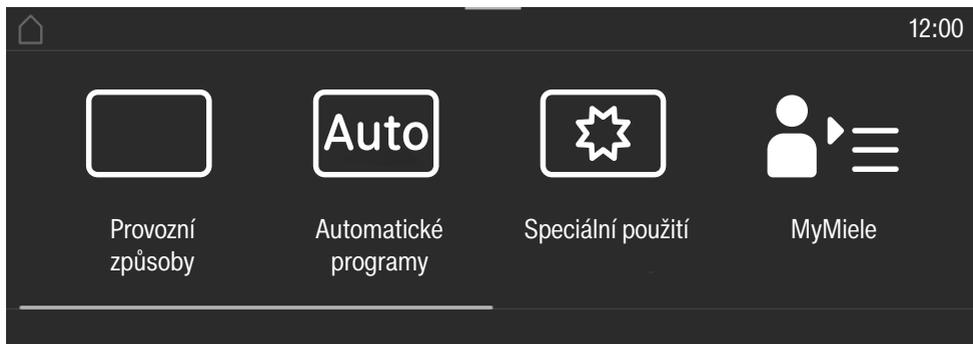 12:00
Auto
Provozní
způsoby
Automatické
programy
Speciální použití
MyMiele